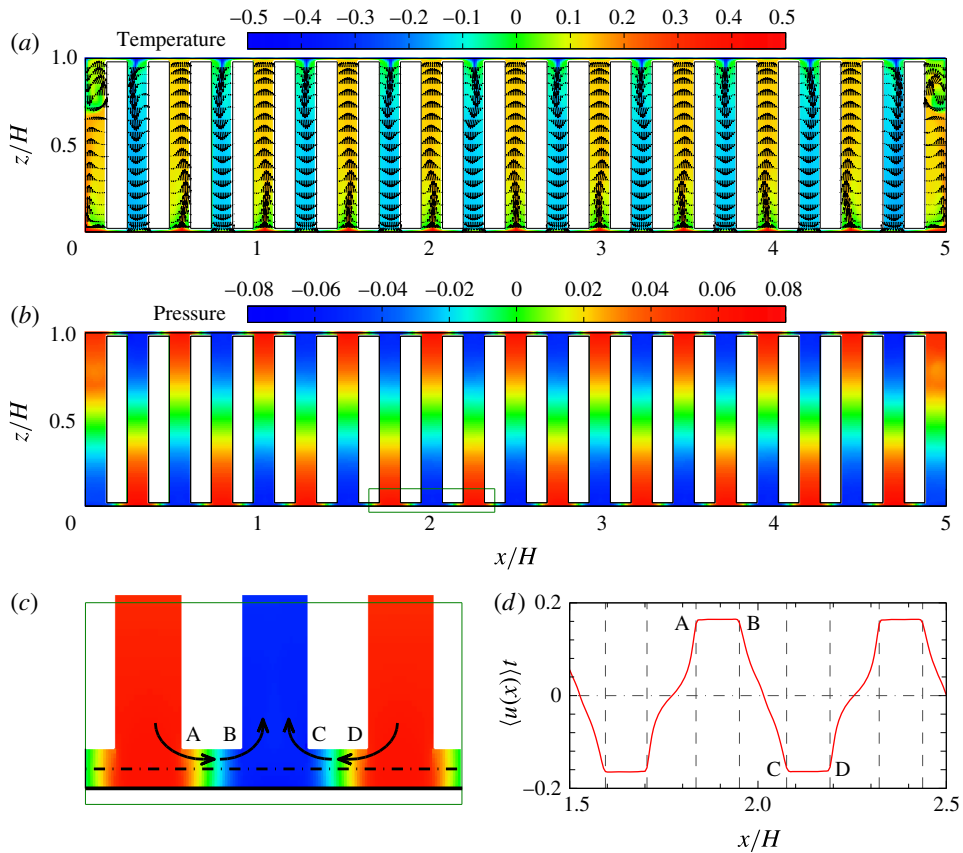 (a) Temperature −0.5 −0.4 −0.3 −0.2 −0.1 0 0.1 0.2 0.3 0.4 0.5
1.0
z/H
0.5
0 1 2 3 4 5
(b) Pressure −0.08 −0.06 −0.04 −0.02 0 0.02 0.04 0.06 0.08
1.0
z/H
0.5
0 1 2 3 4 5
x/H
(c)
A B C D
(d)
0.2
A B
⟨u(x)⟩t
0
C D
−0.2
1.5 2.0 2.5
x/H